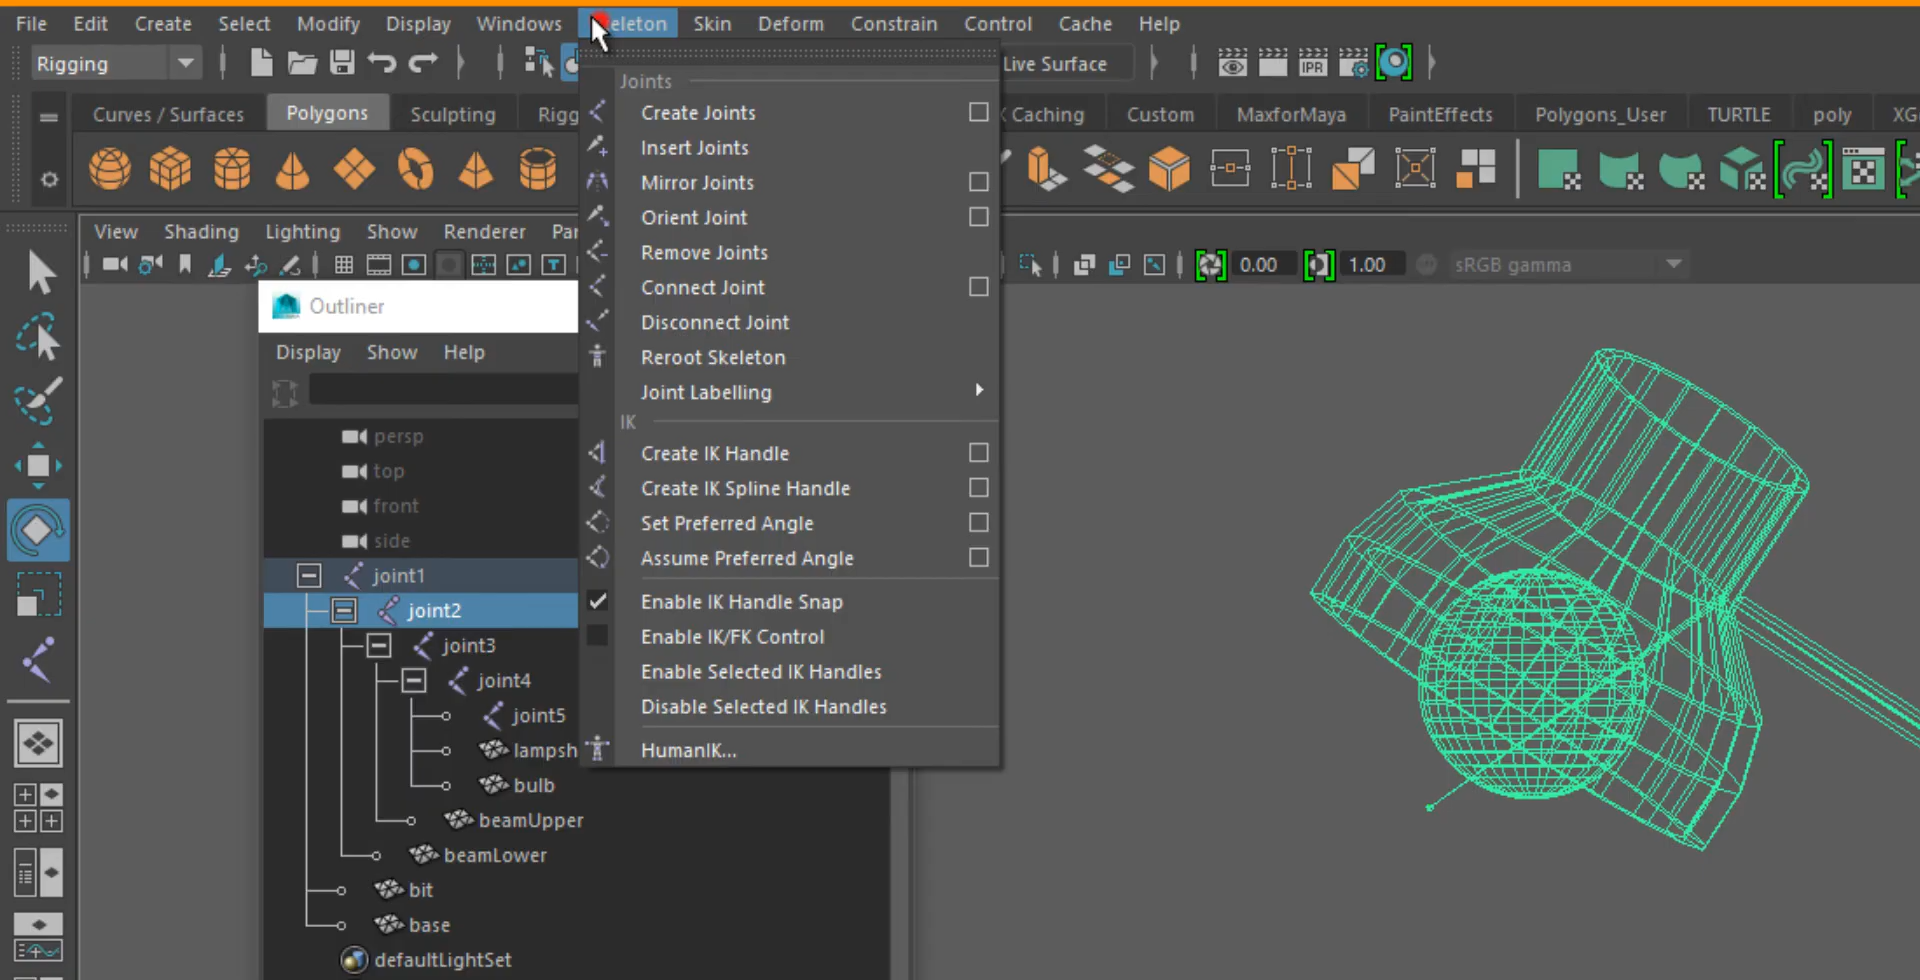 File Edit Create Select Modify Display Windows Skeleton Skin Deform Constrain Control Cache Help
Rigging Live Surface IPR
Curves / Surfaces Polygons Sculpting Rigg Caching Custom MaxforMaya PaintEffects Polygons_User TURTLE poly XG
View Shading Lighting Show Renderer Par
0.00 1.00 sRGB gamma
Joints
Create Joints
Insert Joints
Mirror Joints
Orient Joint
Remove Joints
Connect Joint
Disconnect Joint
Reroot Skeleton
Joint Labelling
IK
Create IK Handle
Create IK Spline Handle
Set Preferred Angle
Assume Preferred Angle
Enable IK Handle Snap
Enable IK/FK Control
Enable Selected IK Handles
Disable Selected IK Handles
HumanIK...
Outliner
Display Show Help
persp
top
front
side
joint1
joint2
joint3
joint4
joint5
lampsh
bulb
beamUpper
beamLower
bit
base
defaultLightSet